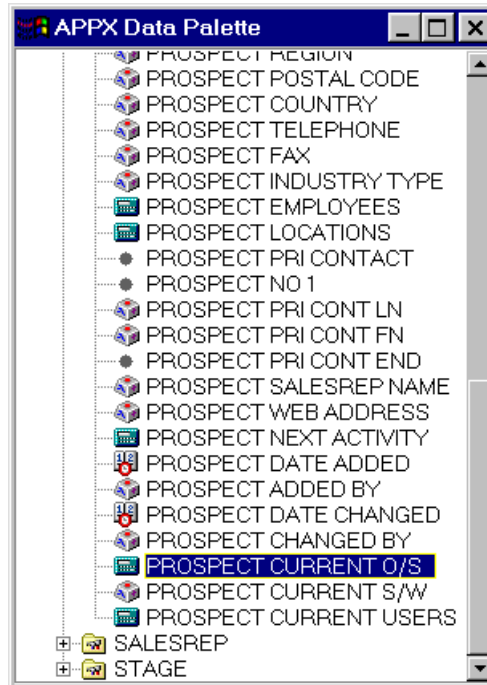 APPX Data Palette
PROSPECT REGION
PROSPECT POSTAL CODE
PROSPECT COUNTRY
PROSPECT TELEPHONE
PROSPECT FAX
PROSPECT INDUSTRY TYPE
PROSPECT EMPLOYEES
PROSPECT LOCATIONS
PROSPECT PRI CONTACT
PROSPECT NO 1
PROSPECT PRI CONT LN
PROSPECT PRI CONT FN
PROSPECT PRI CONT END
PROSPECT SALESREP NAME
PROSPECT WEB ADDRESS
PROSPECT NEXT ACTIVITY
PROSPECT DATE ADDED
PROSPECT ADDED BY
PROSPECT DATE CHANGED
PROSPECT CHANGED BY
PROSPECT CURRENT O/S
PROSPECT CURRENT S/W
PROSPECT CURRENT USERS
SALESREP
STAGE